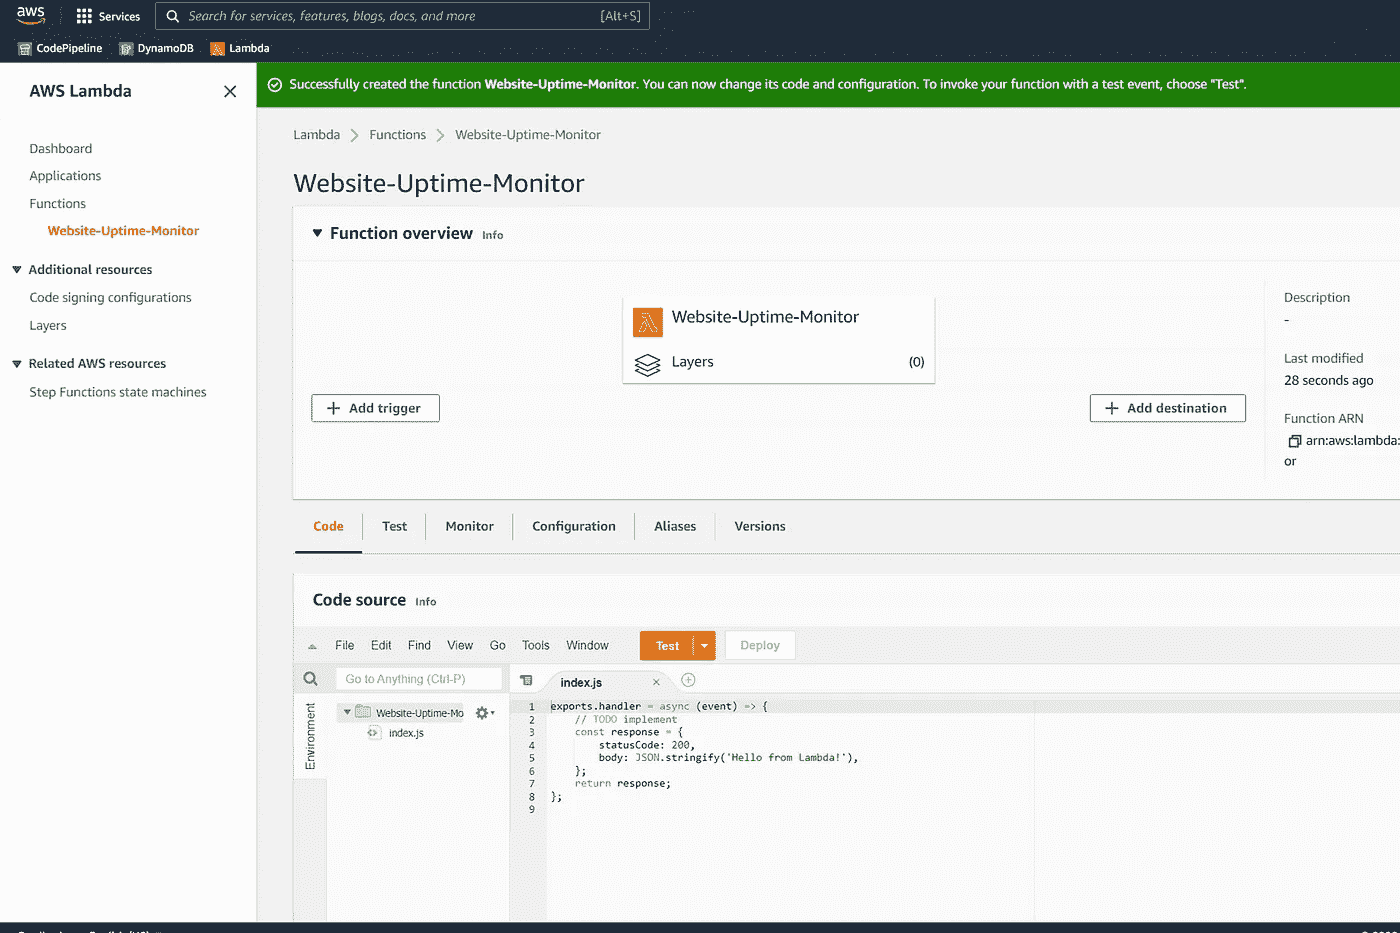 aws
Services
Search for services, features, blogs, docs, and more
[Alt+S]
CodePipeline
DynamoDB
Lambda
AWS Lambda
Dashboard
Applications
Functions
Website-Uptime-Monitor
Additional resources
Code signing configurations
Layers
Related AWS resources
Step Functions state machines
Successfully created the function Website-Uptime-Monitor. You can now change its code and configuration. To invoke your function with a test event, choose "Test".
Lambda
Functions
Website-Uptime-Monitor
Website-Uptime-Monitor
Function overview Info
Website-Uptime-Monitor
Layers
(0)
+ Add trigger
+ Add destination
Description
-
Last modified
28 seconds ago
Function ARN
arn:aws:lambda:
or
Code
Test
Monitor
Configuration
Aliases
Versions
Code source Info
File
Edit
Find
View
Go
Tools
Window
Test
Deploy
Go to Anything (Ctrl-P)
index.js
Environment
Website-Uptime-Mo
index.js
1 exports.handler = async (event) => {
2 // TODO implement
3 const response = {
4 statusCode: 200,
5 body: JSON.stringify('Hello from Lambda!'),
6 };
7 return response;
8 };
9